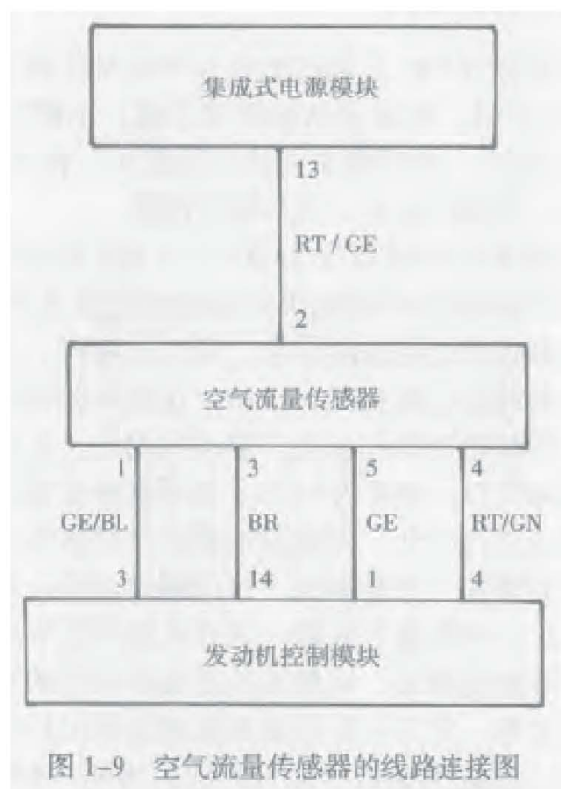 集成式电源模块
13
RT / GE
2
空气流量传感器
1 3 5 4
GE/BL BR GE RT/GN
3 14 1 4
发动机控制模块
图 1-9 空气流量传感器的线路连接图